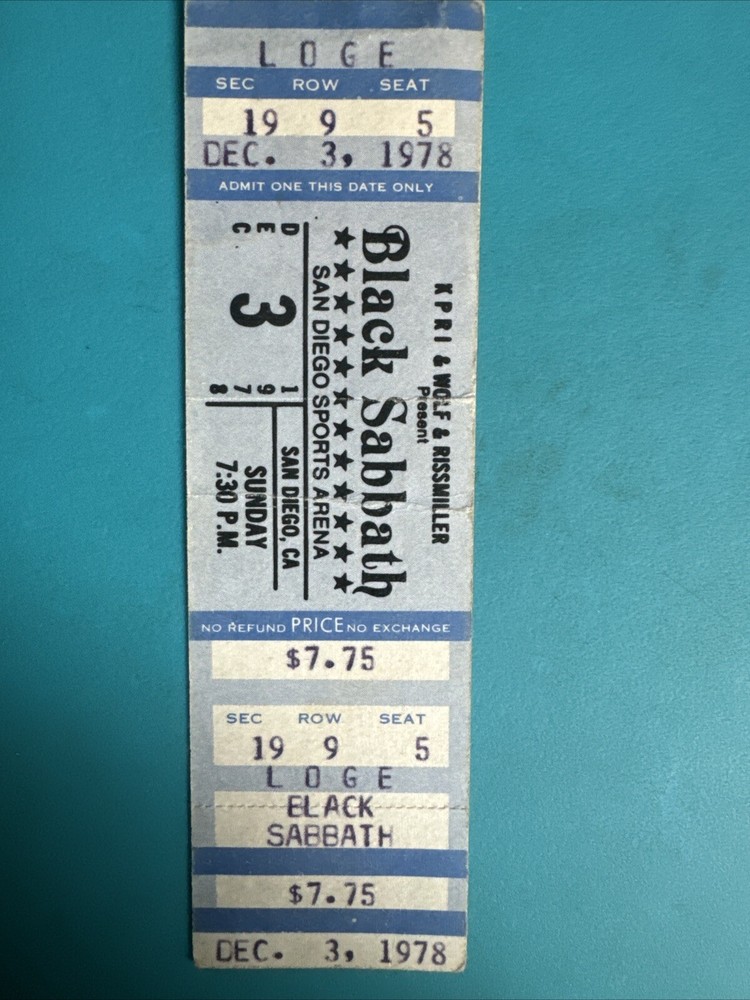 LOGE
SEC ROW SEAT
19 9 5
DEC. 3, 1978
ADMIT ONE THIS DATE ONLY
KPRI & WOLF & RISSMILLER
Present
Black Sabbath
★★★★★★★★★★★★
SAN DIEGO SPORTS ARENA
DEC
3
1978
SAN DIEGO, CA
SUNDAY
7:30 P.M.
NO REFUND PRICE NO EXCHANGE
$7.75
SEC ROW SEAT
19 9 5
LOGE
BLACK
SABBATH
$7.75
DEC. 3, 1978